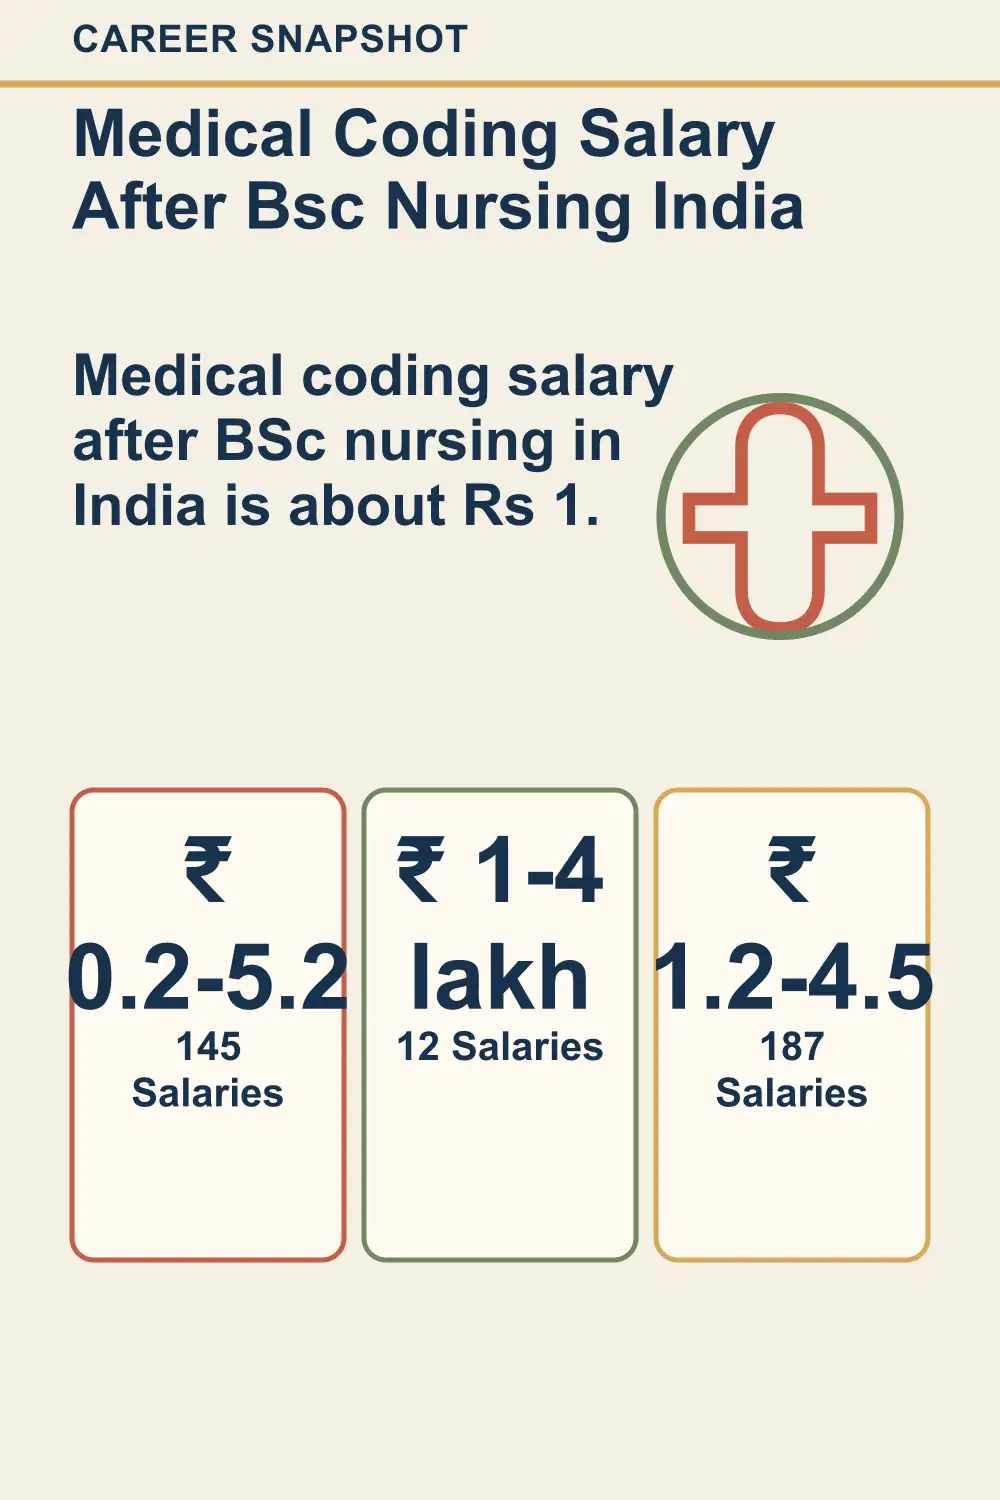 CAREER SNAPSHOT
Medical Coding Salary
After Bsc Nursing India
Medical coding salary
after BSc nursing in
India is about Rs 1.
₹
0.2-5.2
145
Salaries
₹ 1-4
lakh
12 Salaries
₹
1.2-4.5
187
Salaries